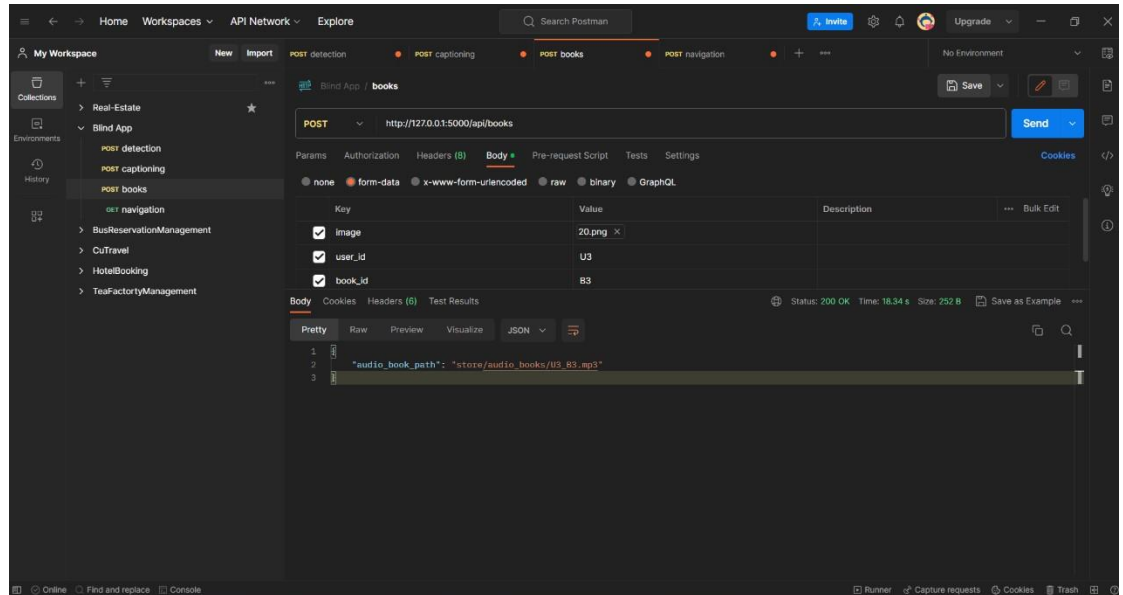 Home Workspaces API Network Explore Search Postman Invite Upgrade
My Workspace New Import POST detection POST captioning POST books POST navigation No Environment
Collections
Environments
History
Real-Estate
Blind App
POST detection
POST captioning
POST books
GET navigation
BusReservationManagement
CuTravel
HotelBooking
TeaFactortyManagement
HTTP Blind App / books Save
POST http://127.0.0.1:5000/api/books Send
Params Authorization Headers (8) Body Pre-request Script Tests Settings Cookies
none form-data x-www-form-urlencoded raw binary GraphQL
Key Value Description Bulk Edit
image 20.png
user_id U3
book_id B3
Body Cookies Headers (6) Test Results Status: 200 OK Time: 18.34 s Size: 252 B Save as Example
Pretty Raw Preview Visualize JSON
1 {
2 "audio_book_path": "store/audio_books/U3_B3.mp3"
3 }
Online Find and replace Console Runner Capture requests Cookies Trash